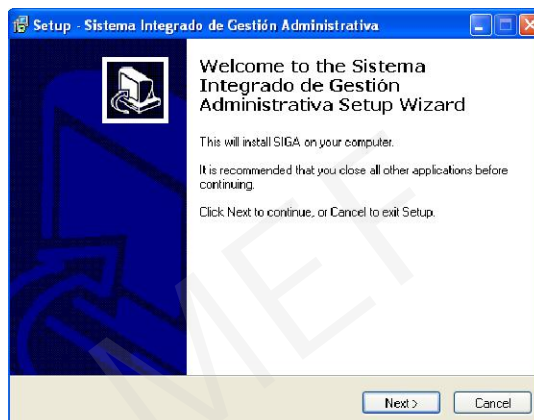 Setup - Sistema Integrado de Gestión Administrativa
Welcome to the Sistema
Integrado de Gestión
Administrativa Setup Wizard
This will install SIGA on your computer.
It is recommended that you close all other applications before
continuing.
Click Next to continue, or Cancel to exit Setup.
MEF
Next >
Cancel